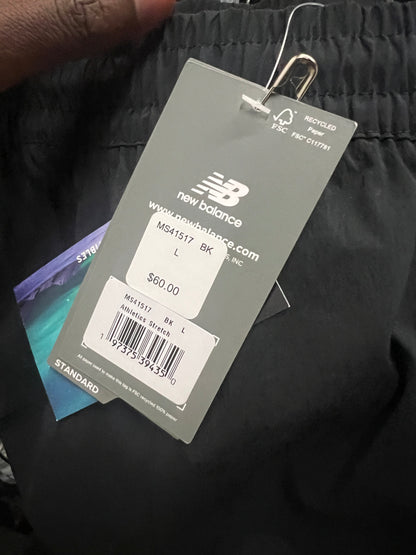 RECYCLED
Paper
FSC
FSC® C117781
new balance
www.newbalance.com
, INC
MS41517 BK
L
$60.00
MS41517 BK L
Athletics Stretch
1 97375 39435 0
STANDARD